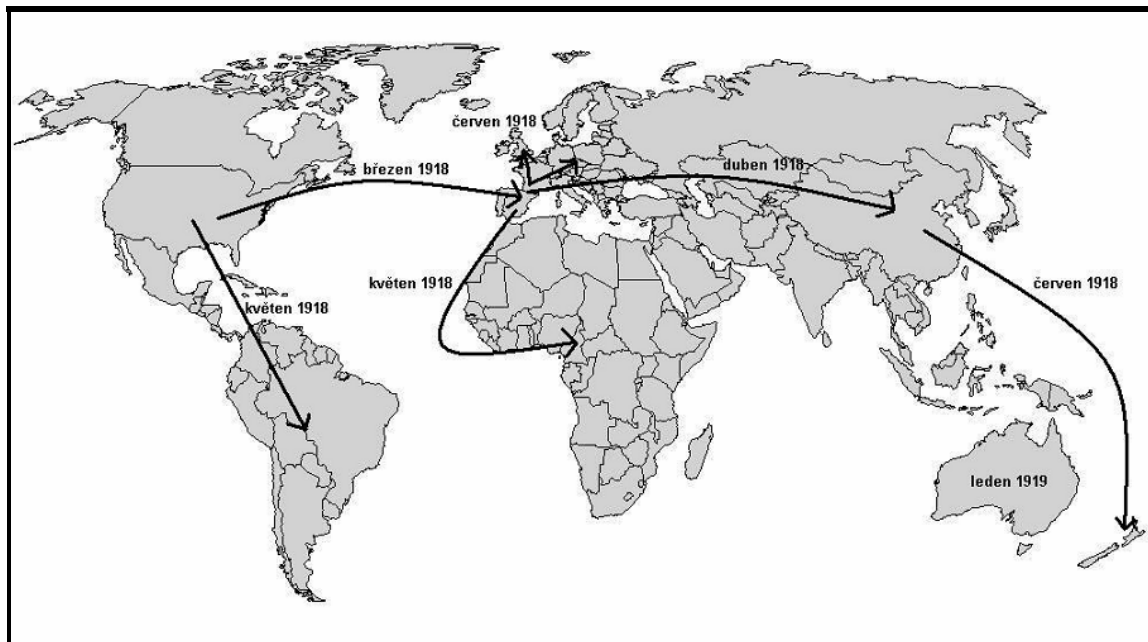 červen 1918
březen 1918
duben 1918
květen 1918
červen 1918
květen 1918
leden 1919